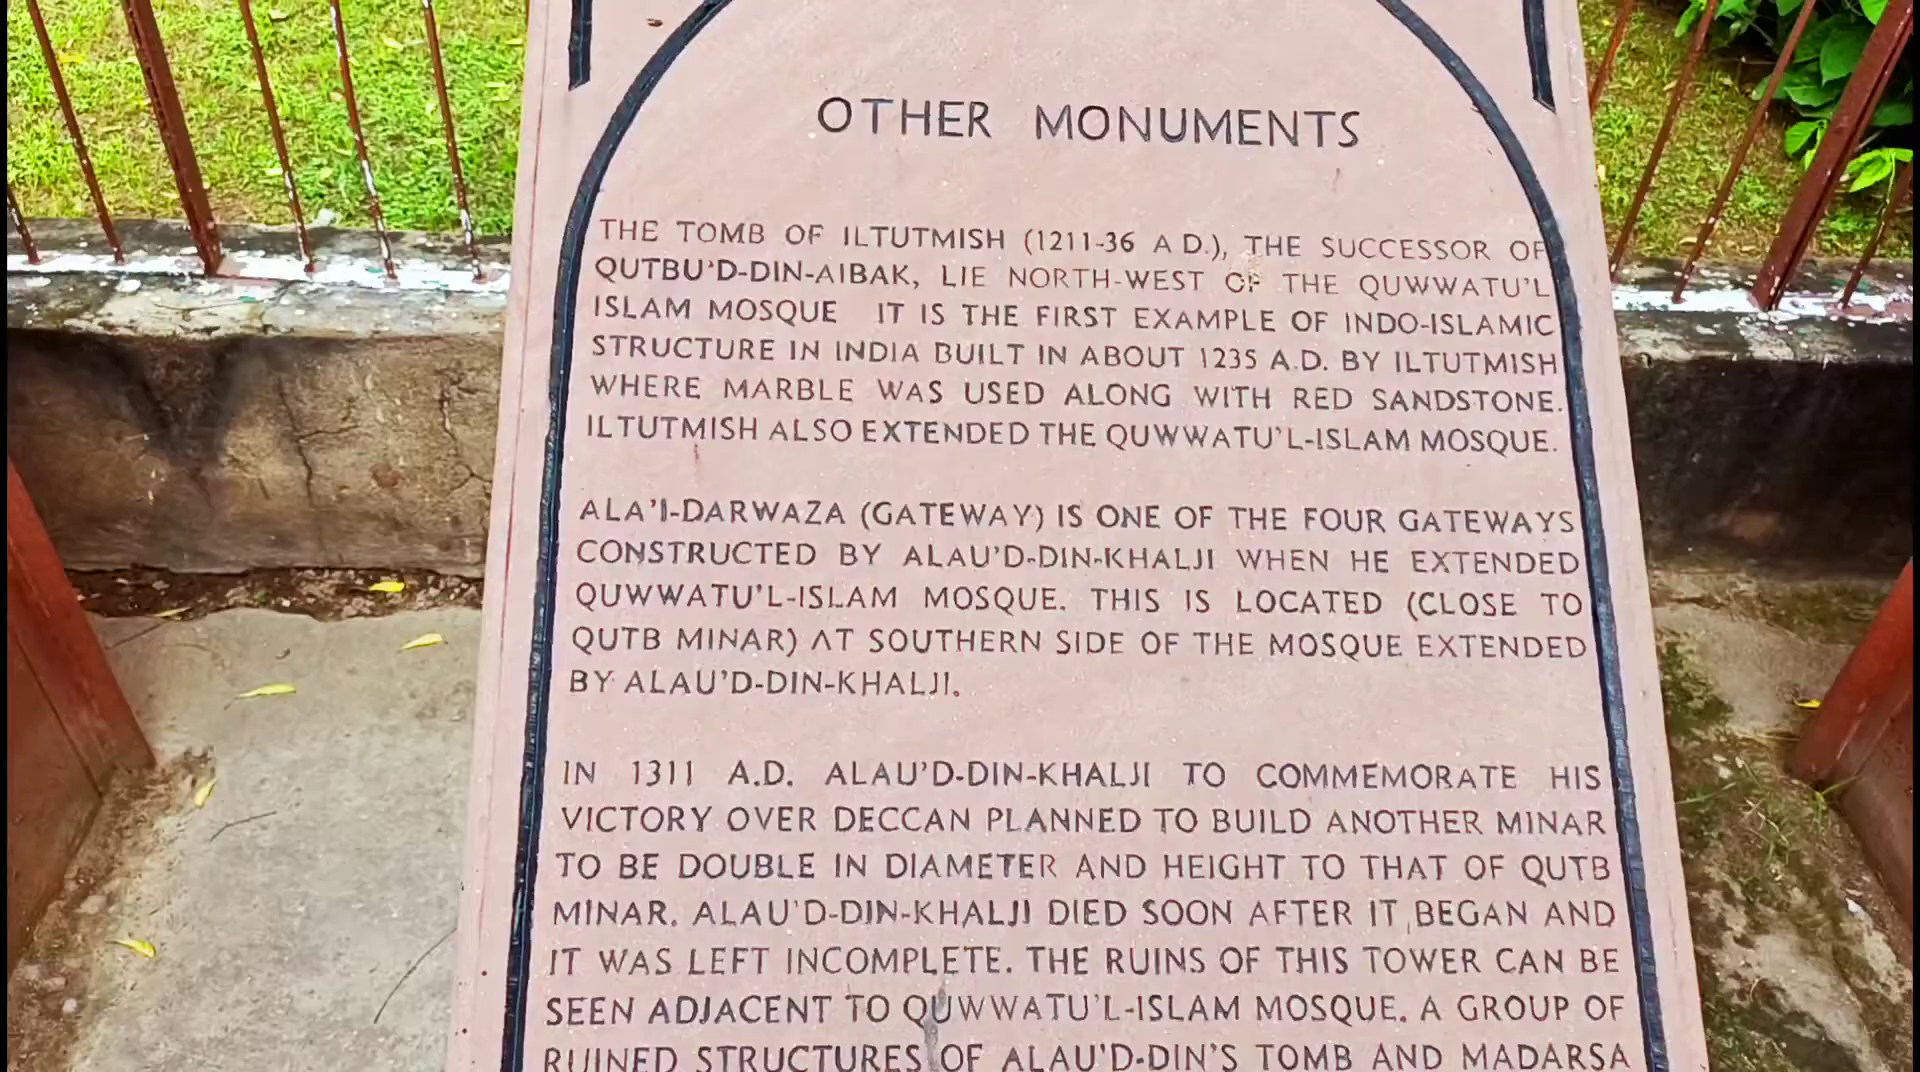 OTHER MONUMENTS
THE TOMB OF ILTUTMISH (1211-36 A D.), THE SUCCESSOR OF
QUTBU'D-DIN-AIBAK, LIE NORTH-WEST OF THE QUWWATU'L
ISLAM MOSQUE IT IS THE FIRST EXAMPLE OF INDO-ISLAMIC
STRUCTURE IN INDIA BUILT IN ABOUT 1235 A.D. BY ILTUTMISH
WHERE MARBLE WAS USED ALONG WITH RED SANDSTONE.
ILTUTMISH ALSO EXTENDED THE QUWWATU'L-ISLAM MOSQUE.
ALA'I-DARWAZA (GATEWAY) IS ONE OF THE FOUR GATEWAYS
CONSTRUCTED BY ALAU'D-DIN-KHALJI WHEN HE EXTENDED
QUWWATU'L-ISLAM MOSQUE. THIS IS LOCATED (CLOSE TO
QUTB MINAR) AT SOUTHERN SIDE OF THE MOSQUE EXTENDED
BY ALAU'D-DIN-KHALJI.
IN 1311 A.D. ALAU'D-DIN-KHALJI TO COMMEMORATE HIS
VICTORY OVER DECCAN PLANNED TO BUILD ANOTHER MINAR
TO BE DOUBLE IN DIAMETER AND HEIGHT TO THAT OF QUTB
MINAR. ALAU'D-DIN-KHALJI DIED SOON AFTER IT BEGAN AND
IT WAS LEFT INCOMPLETE. THE RUINS OF THIS TOWER CAN BE
SEEN ADJACENT TO QUWWATU'L-ISLAM MOSQUE. A GROUP OF
RUINED STRUCTURES OF ALAU'D-DIN'S TOMB AND MADARSA